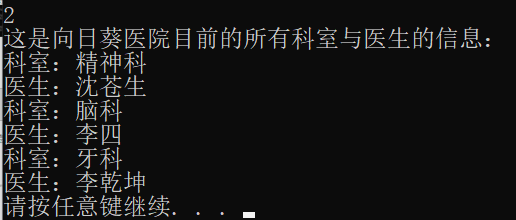 2
这是向日葵医院目前的所有科室与医生的信息：
科室：精神科
医生：沈苍生
科室：脑科
医生：李四
科室：牙科
医生：李乾坤
请按任意键继续. . .